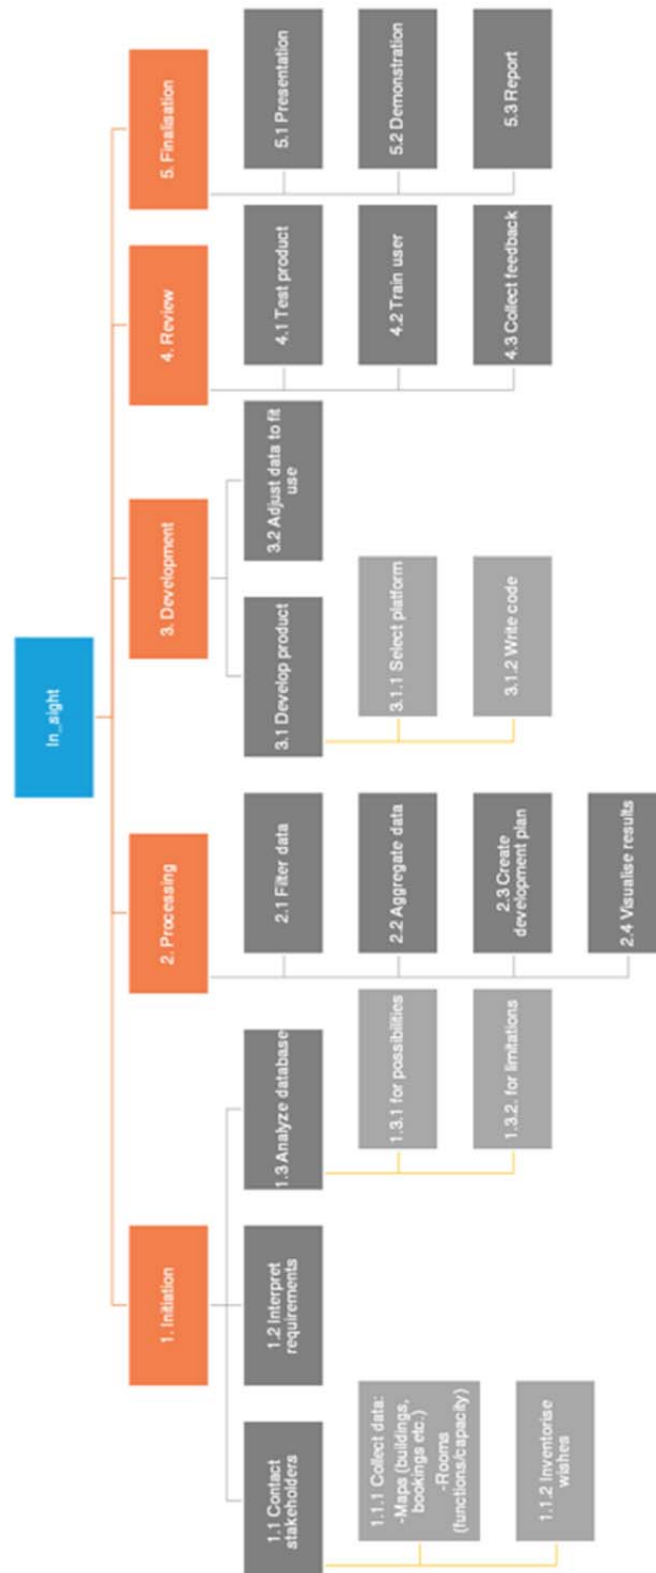 In_sight
1. Initiation
2. Processing
3. Development
4. Review
5. Finalisation
1.1 Contact
stakeholders
1.2 Interpret
requirements
1.3 Analyze database
2.1 Filter data
3.1 Develop product
3.2 Adjust data to fit
use
4.1 Test product
5.1 Presentation
1.1.1 Collect data:
-Maps (buildings,
bookings etc.)
-Rooms
(functions/capacity)
1.3.1 for possibilities
2.2 Aggregate data
3.1.1 Select platform
4.2 Train user
5.2 Demonstration
1.1.2 Inventorise
wishes
1.3.2. for limitations
2.3 Create
development plan
3.1.2 Write code
4.3 Collect feedback
5.3 Report
2.4 Visualise results